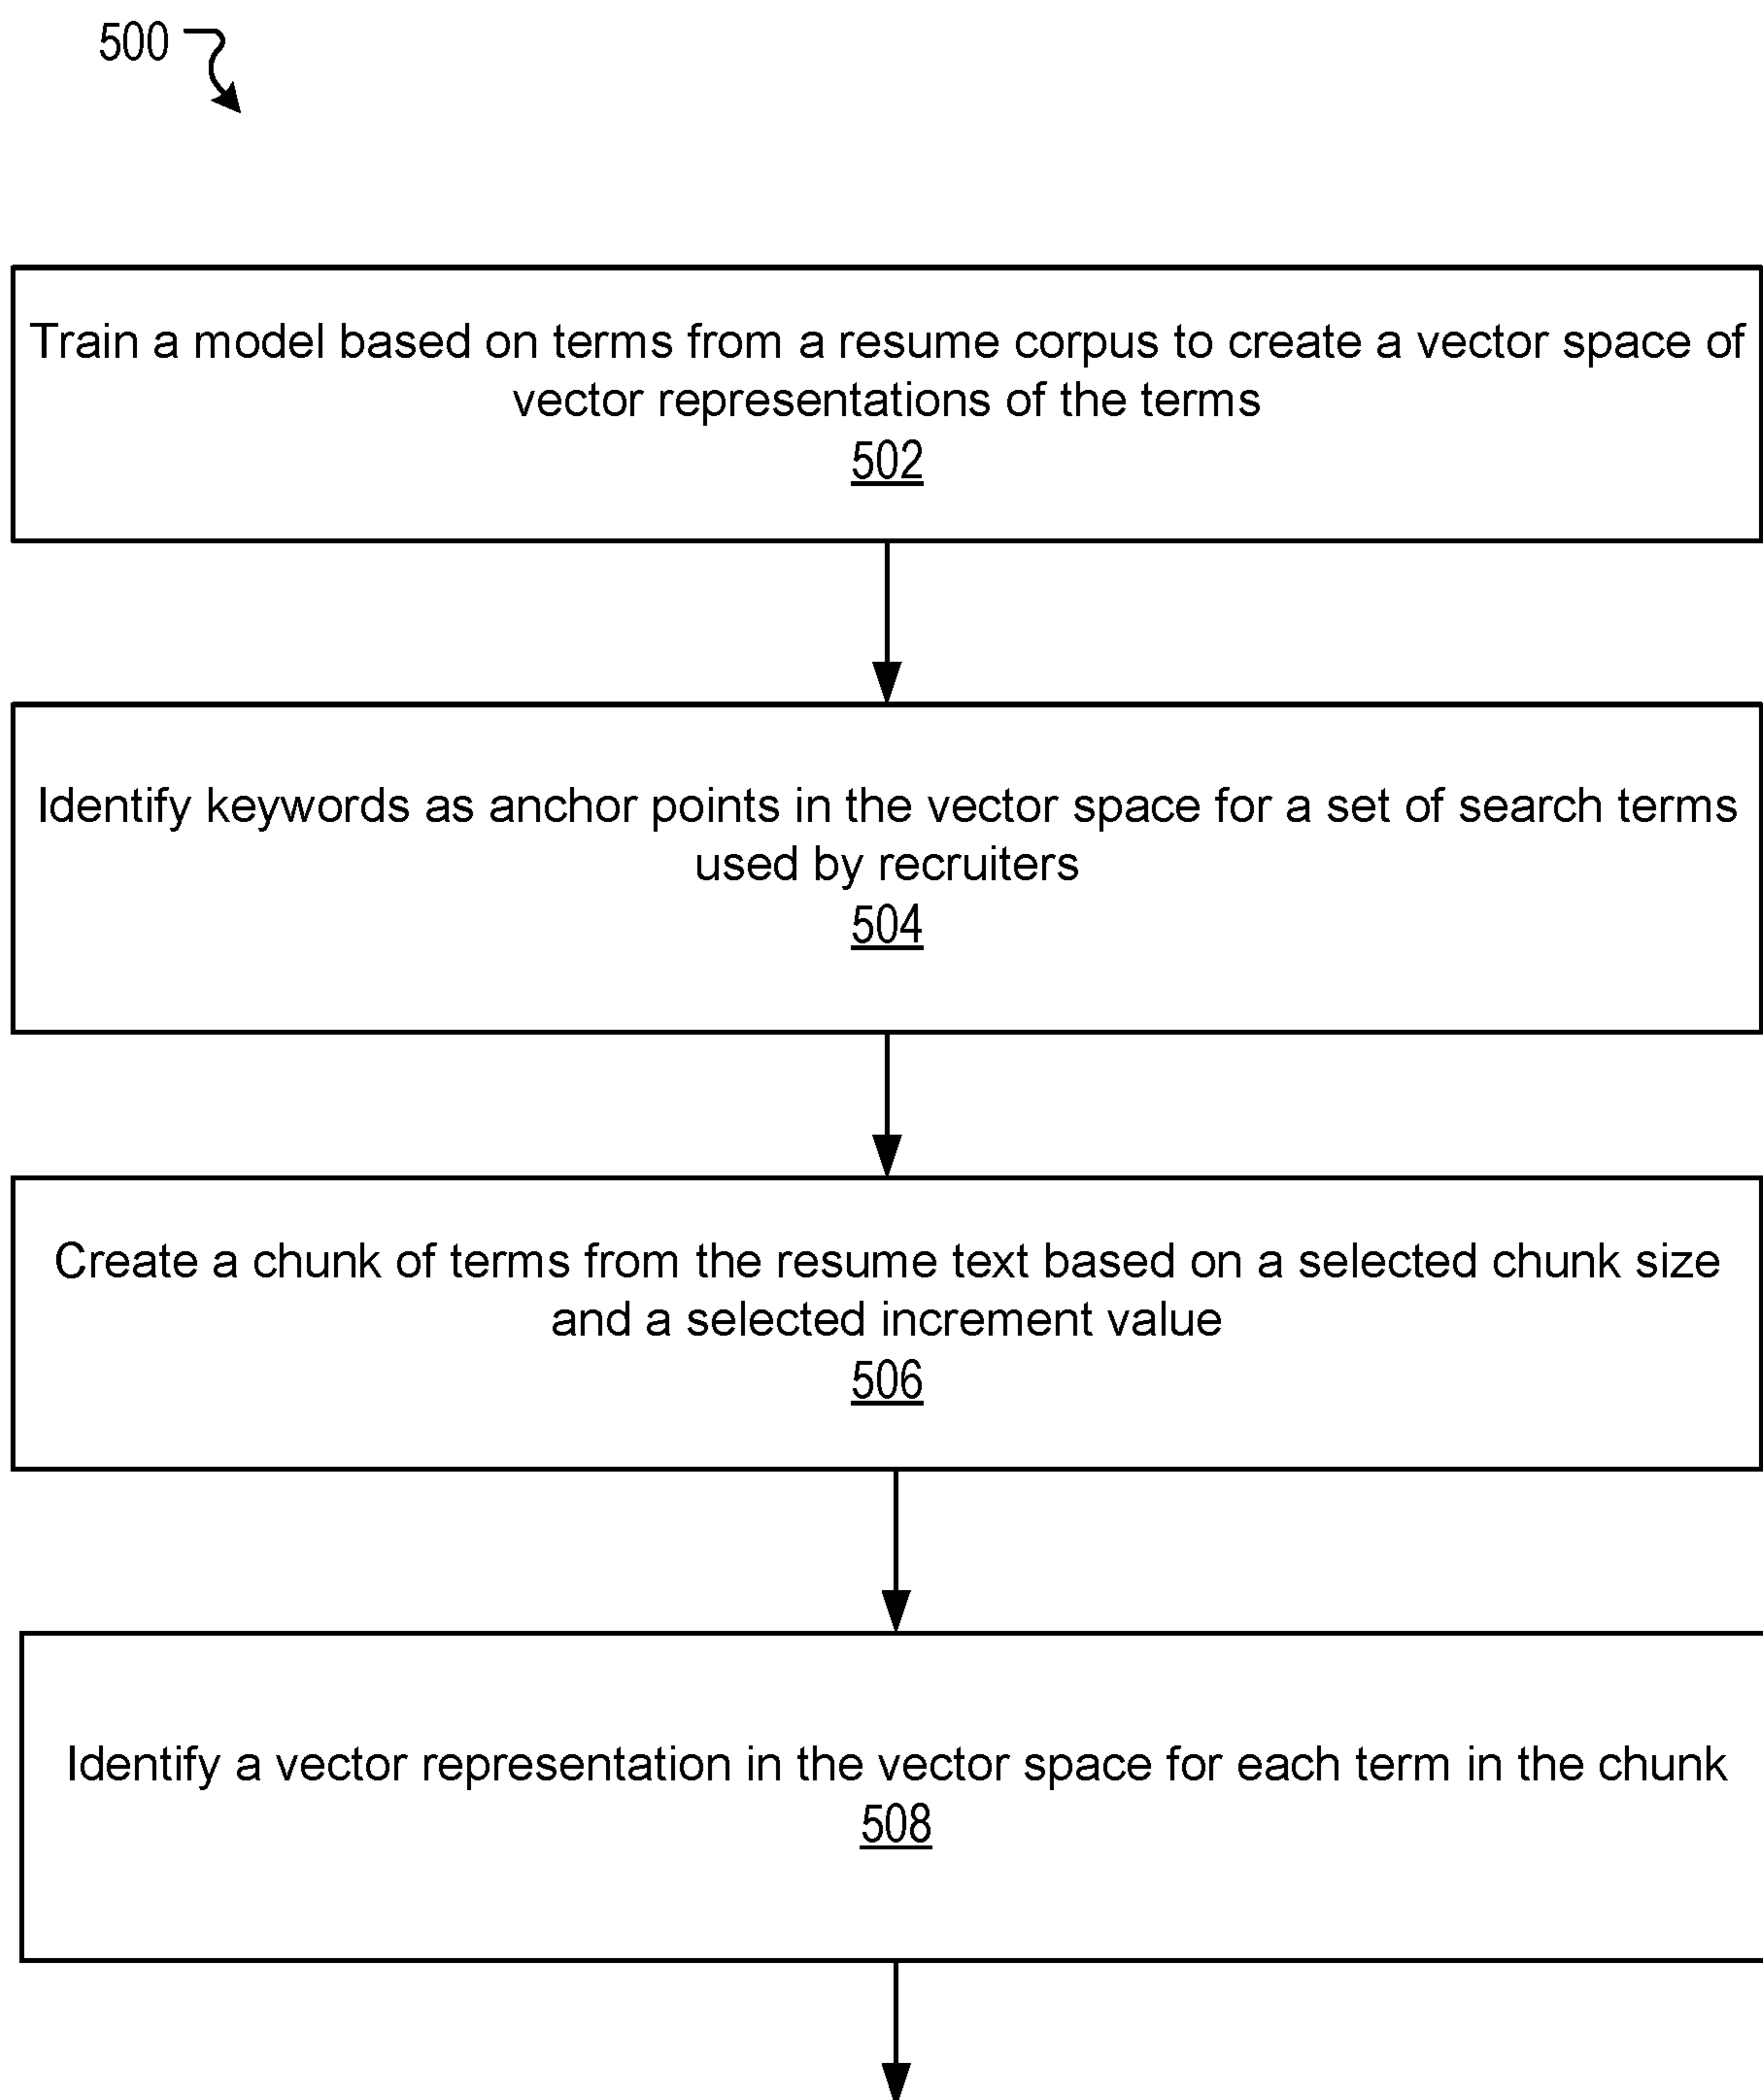 500
Train a model based on terms from a resume corpus to create a vector space of
vector representations of the terms
502
Identify keywords as anchor points in the vector space for a set of search terms
used by recruiters
504
Create a chunk of terms from the resume text based on a selected chunk size
and a selected increment value
506
Identify a vector representation in the vector space for each term in the chunk
508